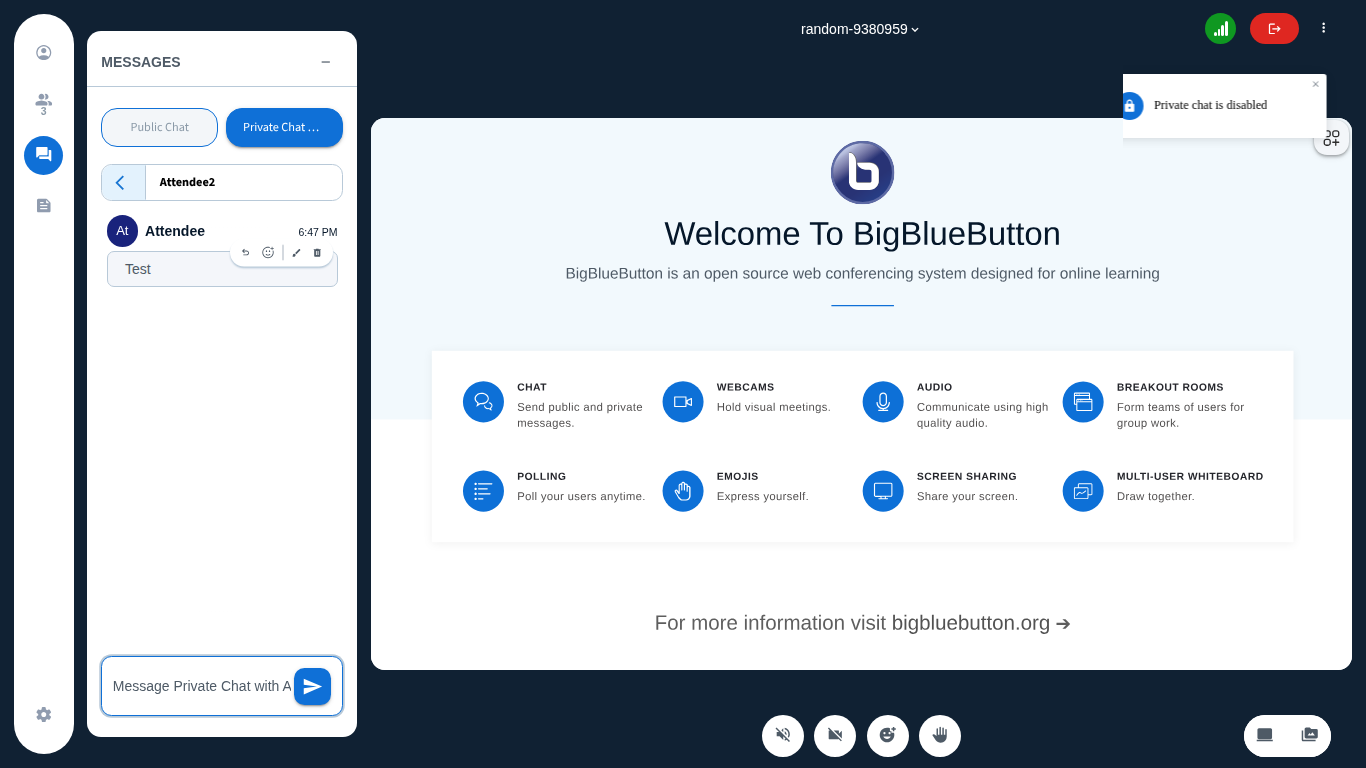 random-9380959
MESSAGES
3
Private chat is disabled
Public Chat
Private Chat ...
Attendee2
At
Attendee
6:47 PM
Test
Welcome To BigBlueButton
BigBlueButton is an open source web conferencing system designed for online learning
CHAT
Send public and private
messages.
WEBCAMS
Hold visual meetings.
AUDIO
Communicate using high
quality audio.
BREAKOUT ROOMS
Form teams of users for
group work.
POLLING
Poll your users anytime.
EMOJIS
Express yourself.
SCREEN SHARING
Share your screen.
MULTI-USER WHITEBOARD
Draw together.
For more information visit bigbluebutton.org ➔
Message Private Chat with A